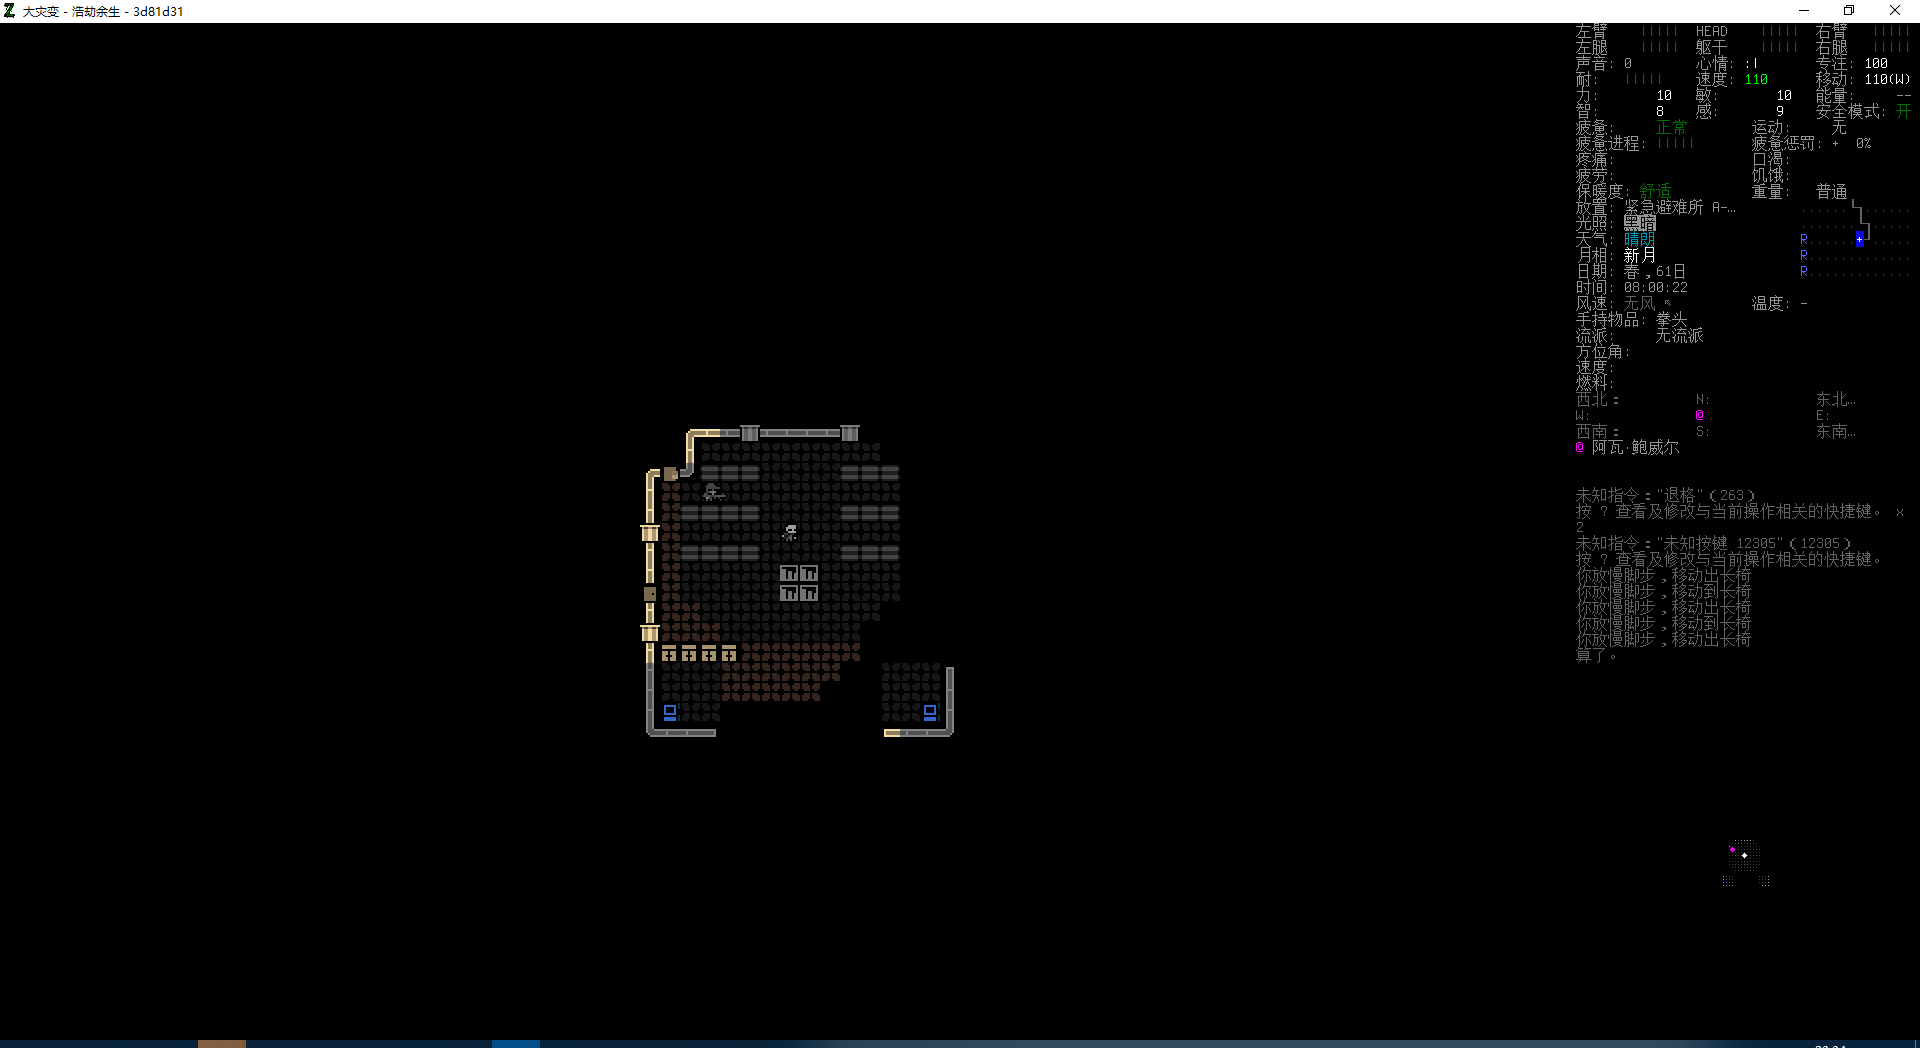 大灾变 - 浩劫余生 - 3d81d31
左臂 ||||| HEAD ||||| 右臂 |||||
左腿 ||||| 躯干 ||||| 右腿 |||||
声音: 0 心情: :| 专注: 100
耐: ||||| 速度: 110 移动: 110(W)
力: 10 敏: 10 能量: --
智: 8 感: 9 安全模式: 开
疲惫: 正常 运动: 无
疲惫进程: ||||| 疲惫惩罚: + 0%
疼痛: 口渴:
疲劳: 饥饿:
保暖度: 舒适 重量: 普通
放置: 紧急避难所 A-…
光照: 黑暗
天气: 晴朗
月相: 新月
日期: 春,61日
时间: 08:00:22
风速: 无风 温度: -
手持物品: 拳头
流派: 无流派
方位角:
速度:
燃料:
西北: N: 东北…
W: @ E:
西南: S: 东南…
@ 阿瓦·鲍威尔
R
R
R
未知指令:"退格"(263)
按 ? 查看及修改与当前操作相关的快捷键。 x
2
未知指令:"未知按键 12305"(12305)
按 ? 查看及修改与当前操作相关的快捷键。
你放慢脚步,移动出长椅
你放慢脚步,移动到长椅
你放慢脚步,移动出长椅
你放慢脚步,移动到长椅
你放慢脚步,移动出长椅
算了。